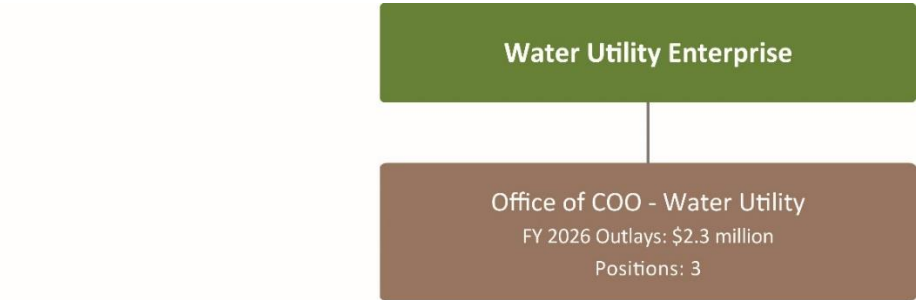 Water Utility Enterprise
Office of COO - Water Utility
FY 2026 Outlays: $2.3 million
Positions: 3